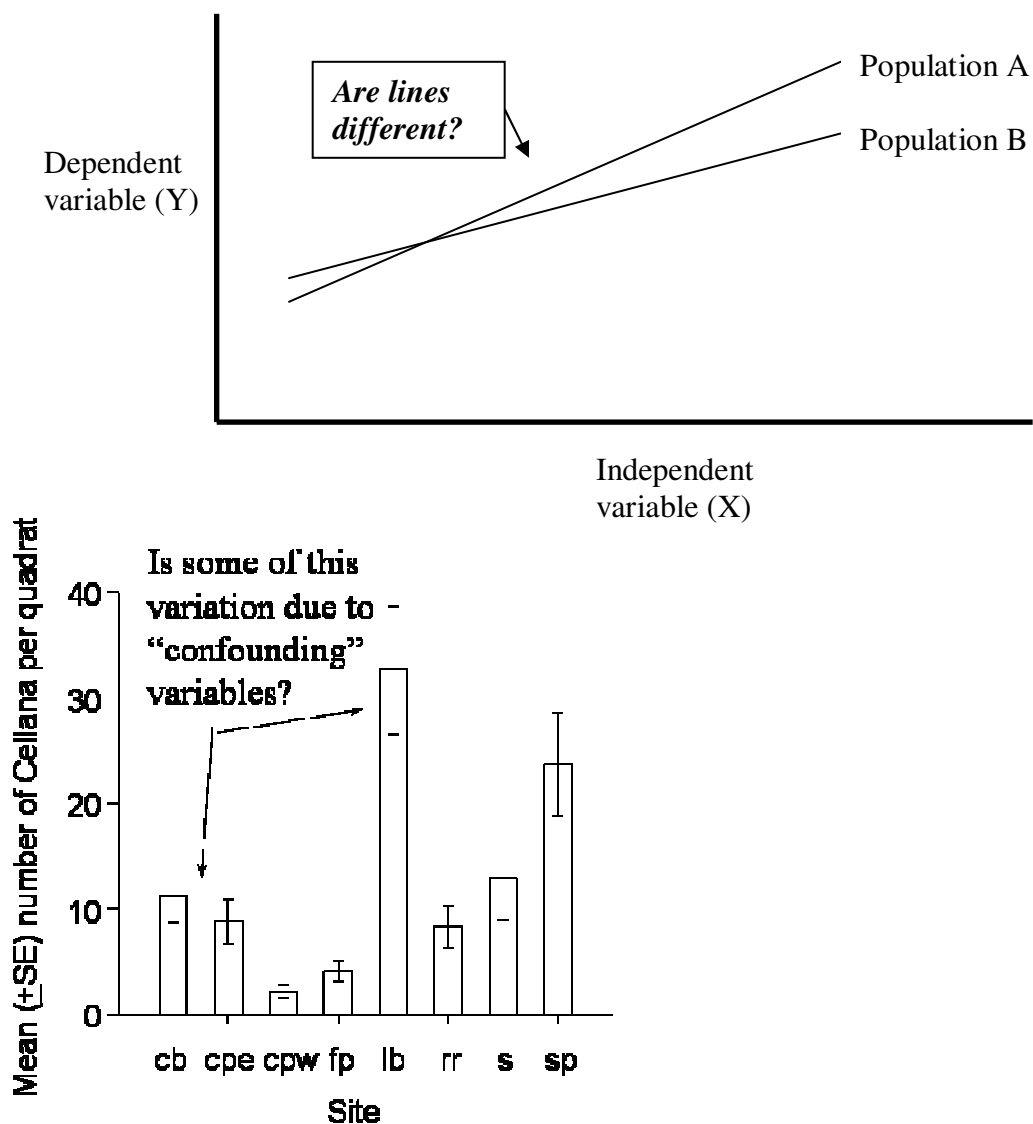 Population A
Are lines
different?
Population B
Dependent
variable (Y)
Independent
variable (X)
Mean (±SE) number of Cellana per quadrat
Is some of this
variation due to
“confounding”
variables?
40
30
20
10
0
cb cpe cpw fp lb rr s sp
Site